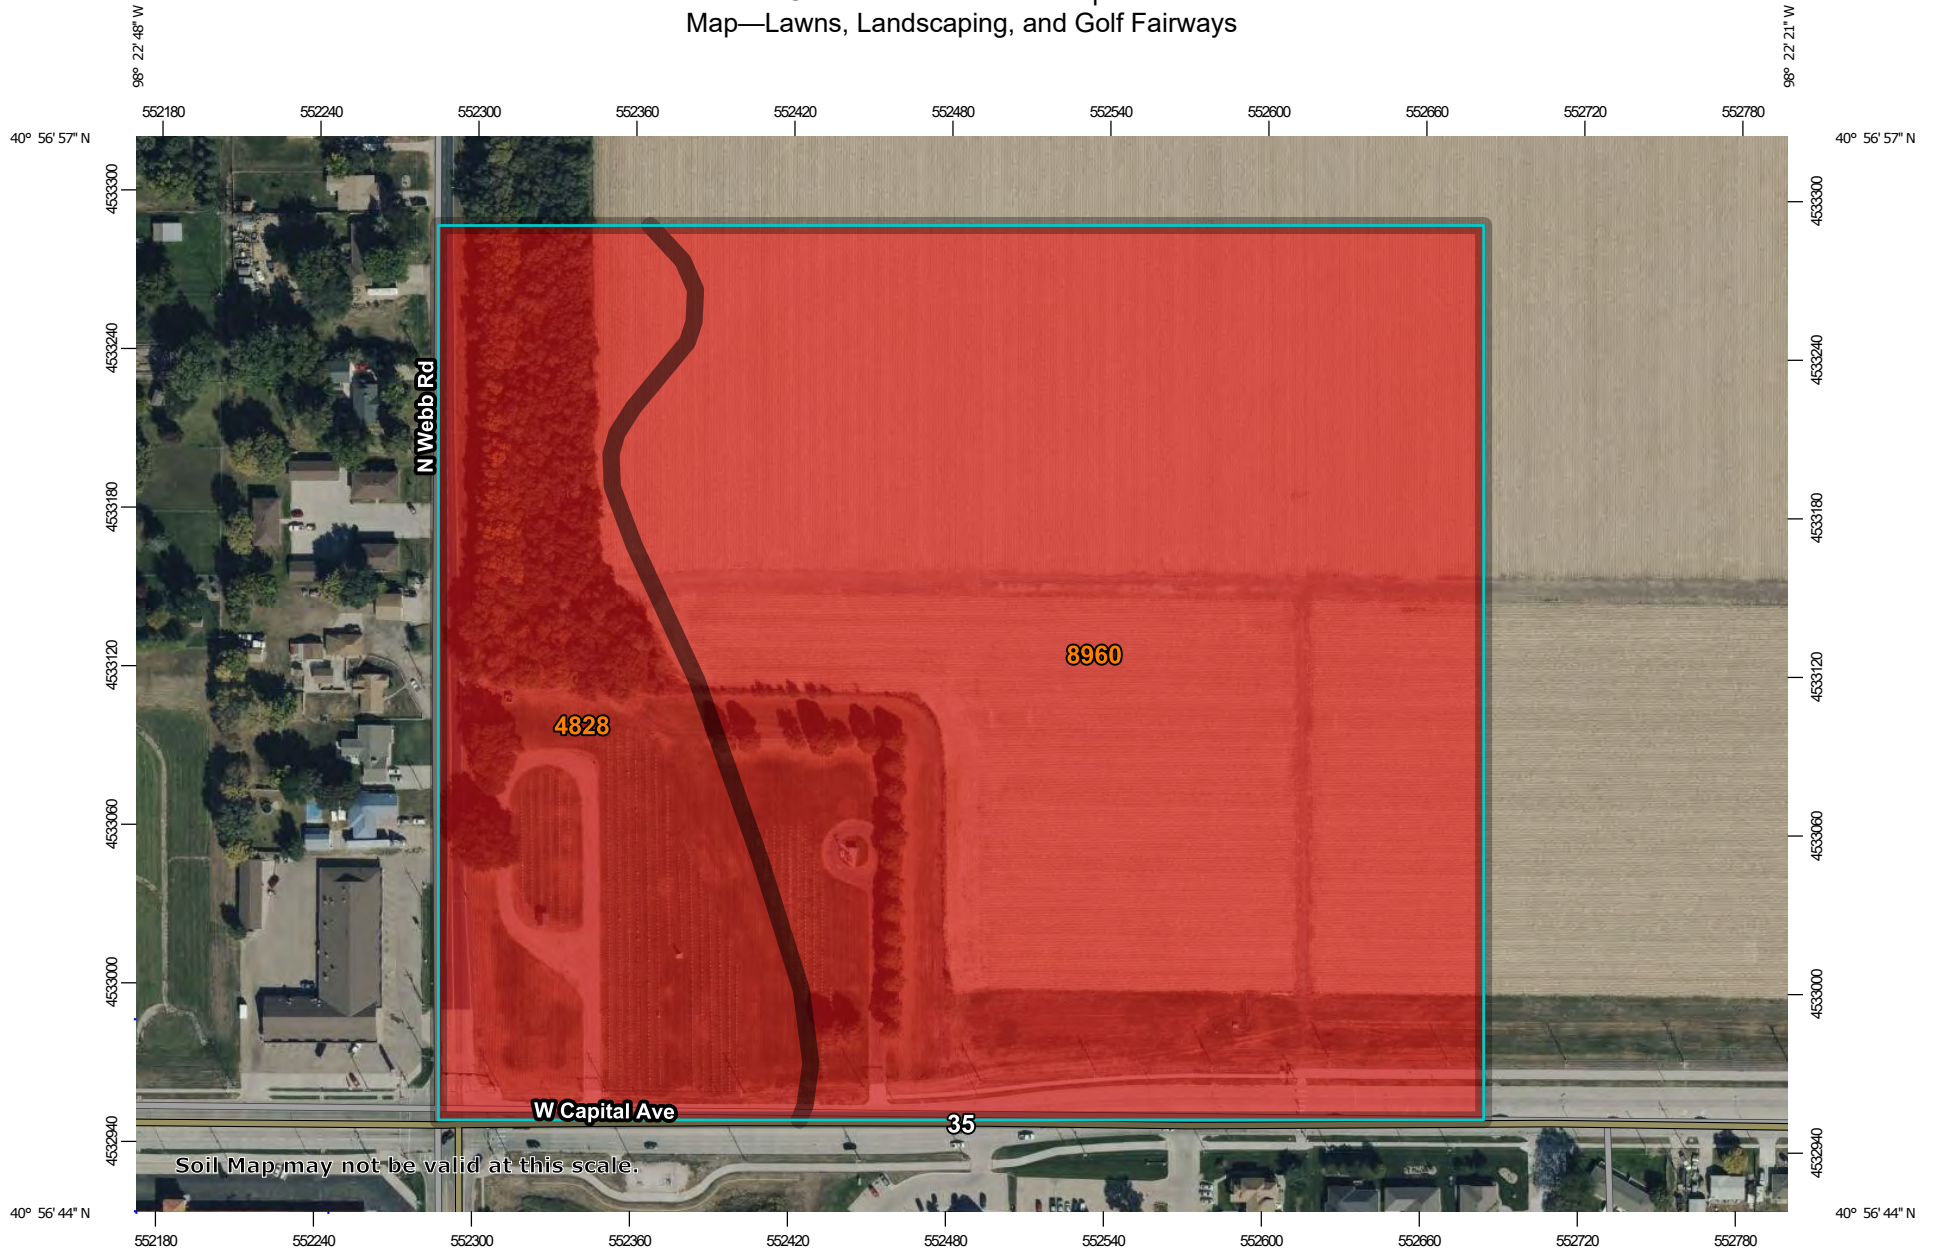 Map—Lawns, Landscaping, and Golf Fairways
98° 22' 48'' W
98° 22' 21'' W
552180 552240 552300 552360 552420 552480 552540 552600 552660 552720 552780
40° 56' 57'' N
40° 56' 57'' N
4533300
4533300
4533240
4533240
N Webb Rd
4533180
4533180
4533120
4533120
8960
4828
4533060
4533060
4533000
4533000
W Capital Ave
35
4532940
4532940
Soil Map may not be valid at this scale.
40° 56' 44'' N
40° 56' 44'' N
552180 552240 552300 552360 552420 552480 552540 552600 552660 552720 552780